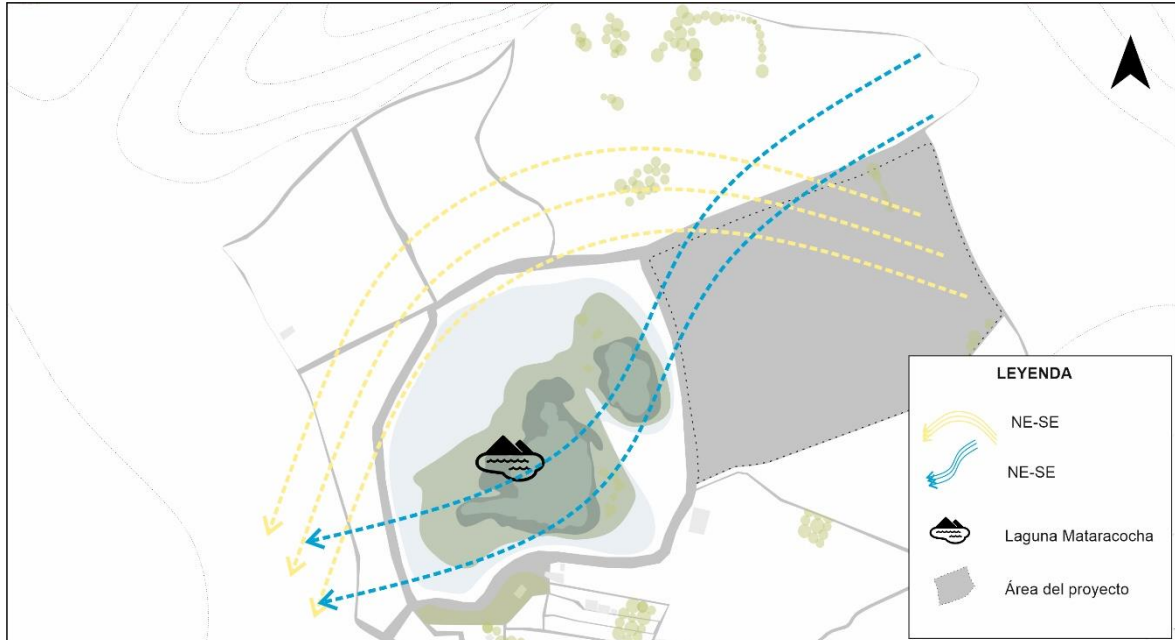 LEYENDA
NE-SE
NE-SE
Laguna Mataracocha
Área del proyecto